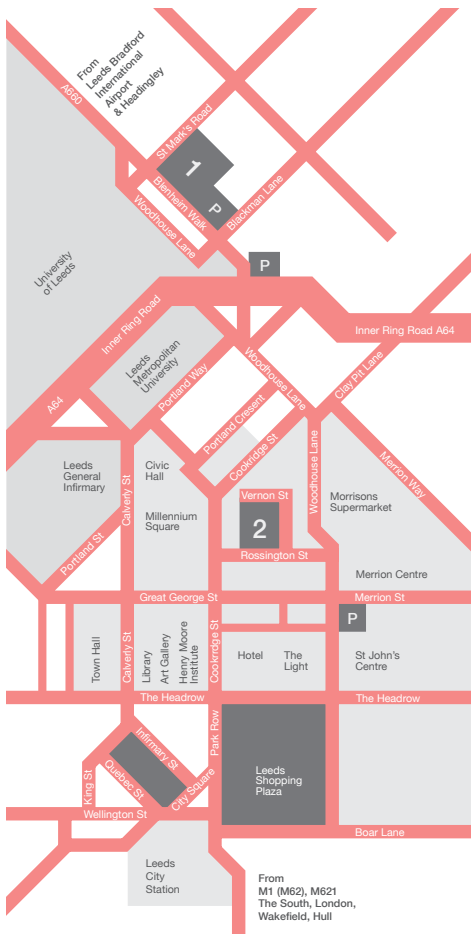 From
Leeds Bradford
International
Airport
& Headingley
A660
St Mark's Road
1
P
Blenheim Walk
Blackman Lane
Woodhouse Lane
University
of Leeds
P
Inner Ring Road
Inner Ring Road A64
A64
Leeds
Metropolitan
University
Portland Way
Woodhouse Lane
Clay Pit Lane
Portland Cresent
Cookridge St
Merrion Way
Leeds
General
Infirmary
Calverly St
Civic
Hall
Millennium
Square
Vernon St
2
Rossington St
Woodhouse Lane
Morrisons
Supermarket
Portland St
Merrion Centre
Great George St
Merrion St
P
Town Hall
Calverly St
Library
Art Gallery
Henry Moore
Institute
Cookrridge St
Hotel
The
Light
St John's
Centre
The Headrow
The Headrow
Infirmary St
Park Row
King St
Quebec St
City Square
Leeds
Shopping
Plaza
Wellington St
Boar Lane
Leeds
City
Station
From
M1 (M62), M621
The South, London,
Wakefield, Hull